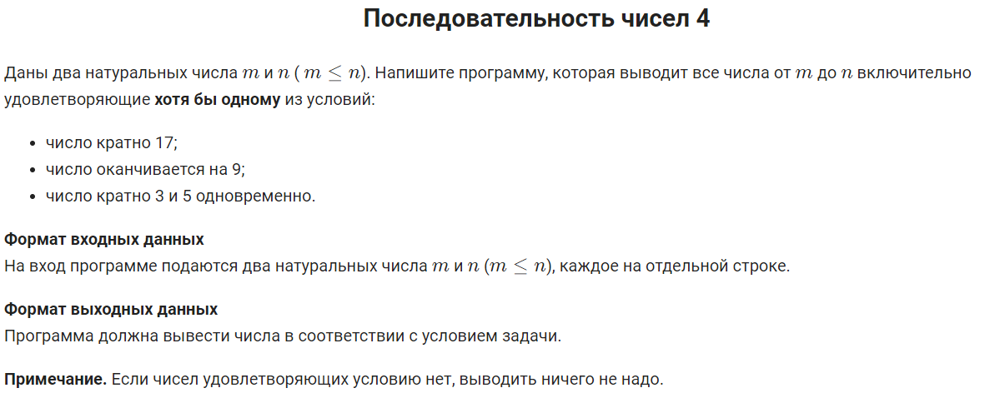 Последовательность чисел 4
Даны два натуральных числа m и n ( m ≤ n). Напишите программу, которая выводит все числа от m до n включительно
удовлетворяющие хотя бы одному из условий:
• число кратно 17;
• число оканчивается на 9;
• число кратно 3 и 5 одновременно.
Формат входных данных
На вход программе подаются два натуральных числа m и n (m ≤ n), каждое на отдельной строке.
Формат выходных данных
Программа должна вывести числа в соответствии с условием задачи.
Примечание. Если чисел удовлетворяющих условию нет, выводить ничего не надо.